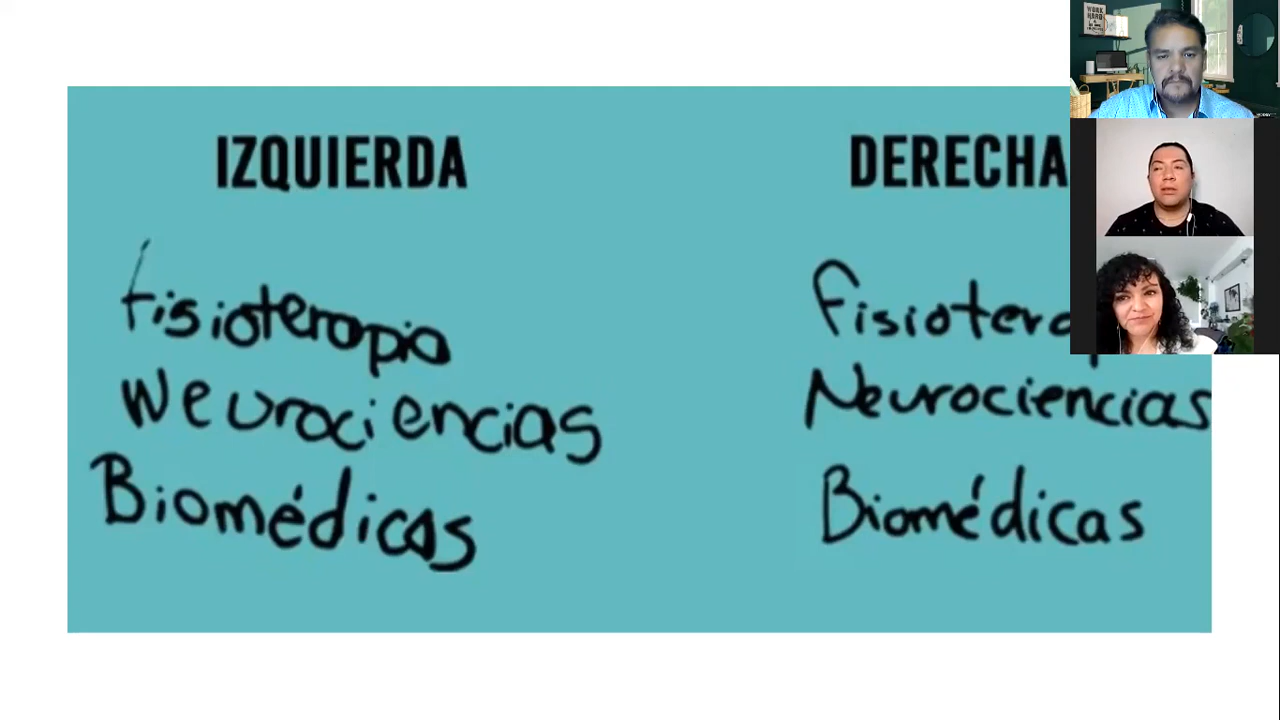 IZQUIERDA
Fisioterapia
Neurociencias
Biomédicas
DERECHA
Neurociencias
Biomédicas